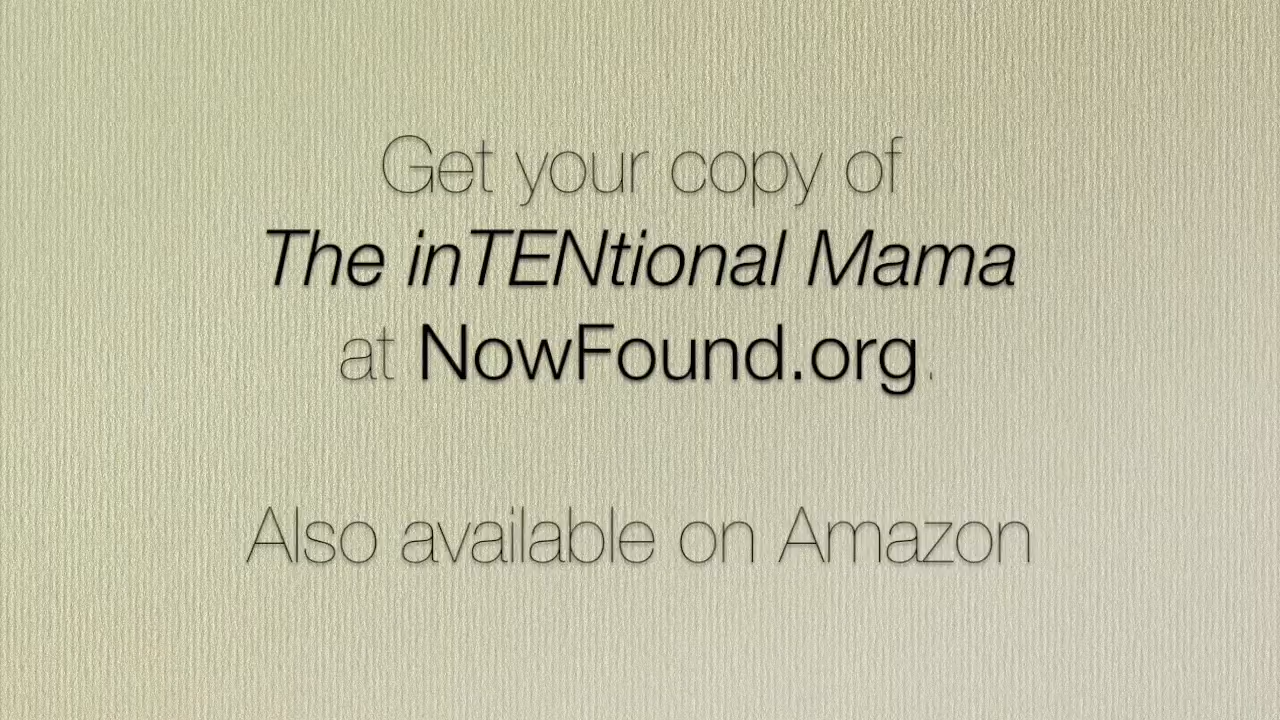 Get your copy of
The inTENtional Mama
at NowFound.org.
Also available on Amazon